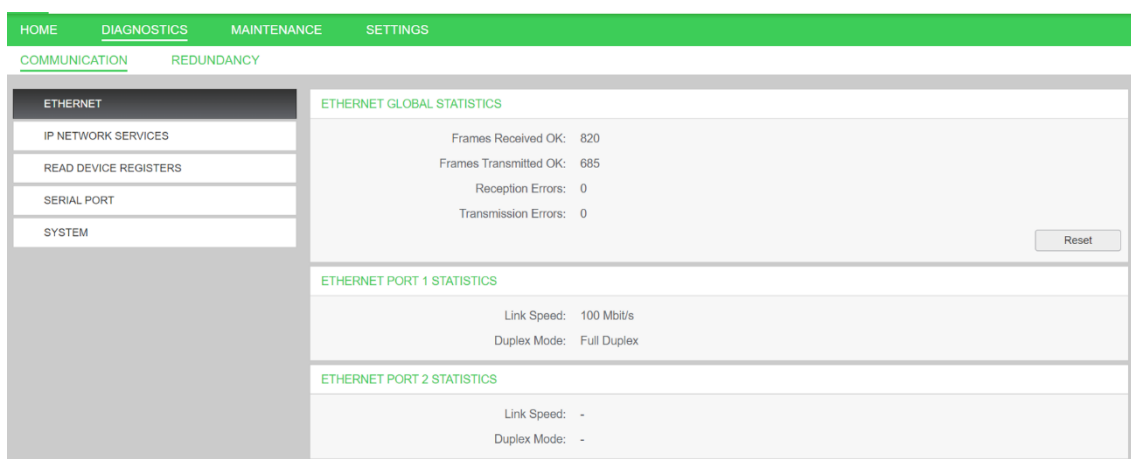 HOME DIAGNOSTICS MAINTENANCE SETTINGS
COMMUNICATION REDUNDANCY
ETHERNET
IP NETWORK SERVICES
READ DEVICE REGISTERS
SERIAL PORT
SYSTEM
ETHERNET GLOBAL STATISTICS
Frames Received OK: 820
Frames Transmitted OK: 685
Reception Errors: 0
Transmission Errors: 0
Reset
ETHERNET PORT 1 STATISTICS
Link Speed: 100 Mbit/s
Duplex Mode: Full Duplex
ETHERNET PORT 2 STATISTICS
Link Speed: -
Duplex Mode: -